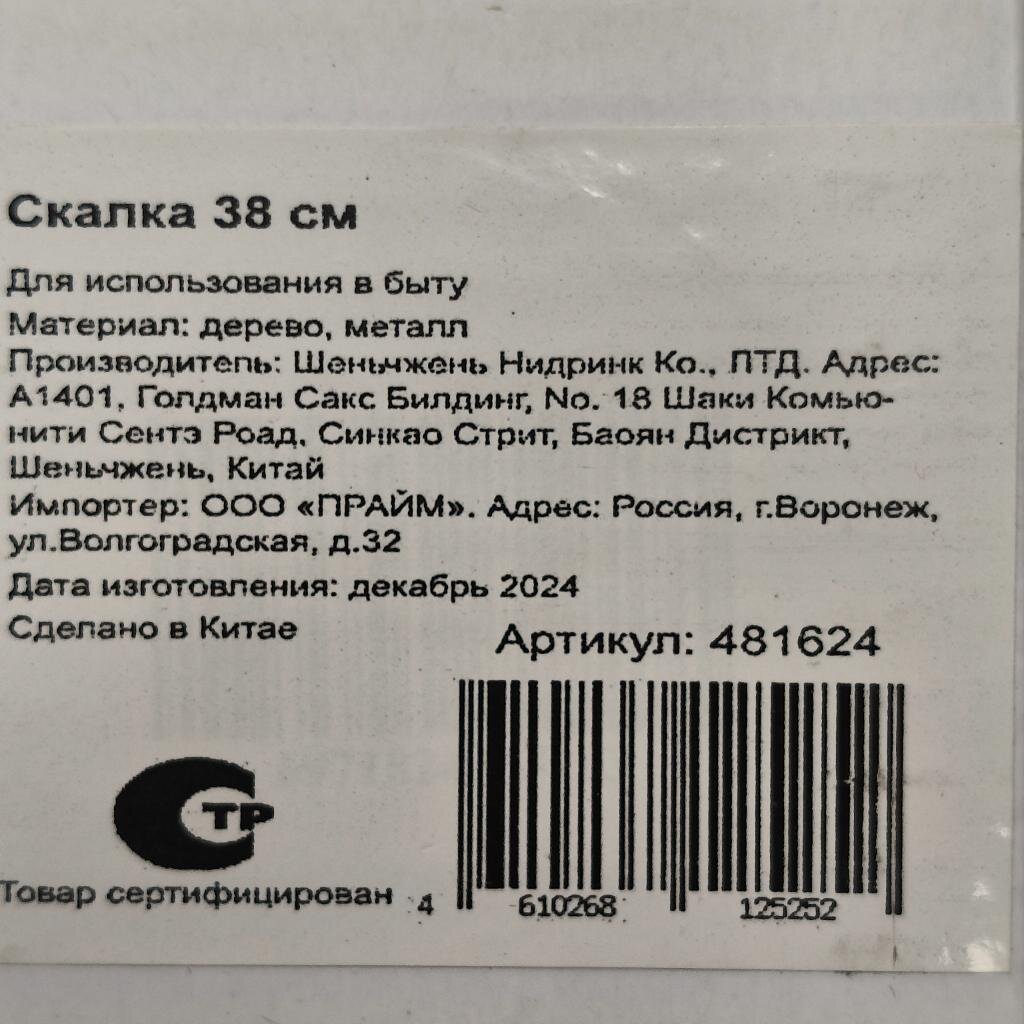 Скалка 38 см
Для использования в быту
Материал: дерево, металл
Производитель: Шеньчжень Нидринк Ко., ЛТД. Адрес:
А1401, Голдман Сакс Билдинг, No. 18 Шаки Комью-
нити Сентэ Роад, Синкао Стрит, Баоян Дистрикт,
Шеньчжень, Китай
Импортер: ООО «ПРАЙМ». Адрес: Россия, г.Воронеж,
ул.Волгоградская, д.32
Дата изготовления: декабрь 2024
Сделано в Китае
Артикул: 481624
СТР
Товар сертифицирован
4 610268 125252